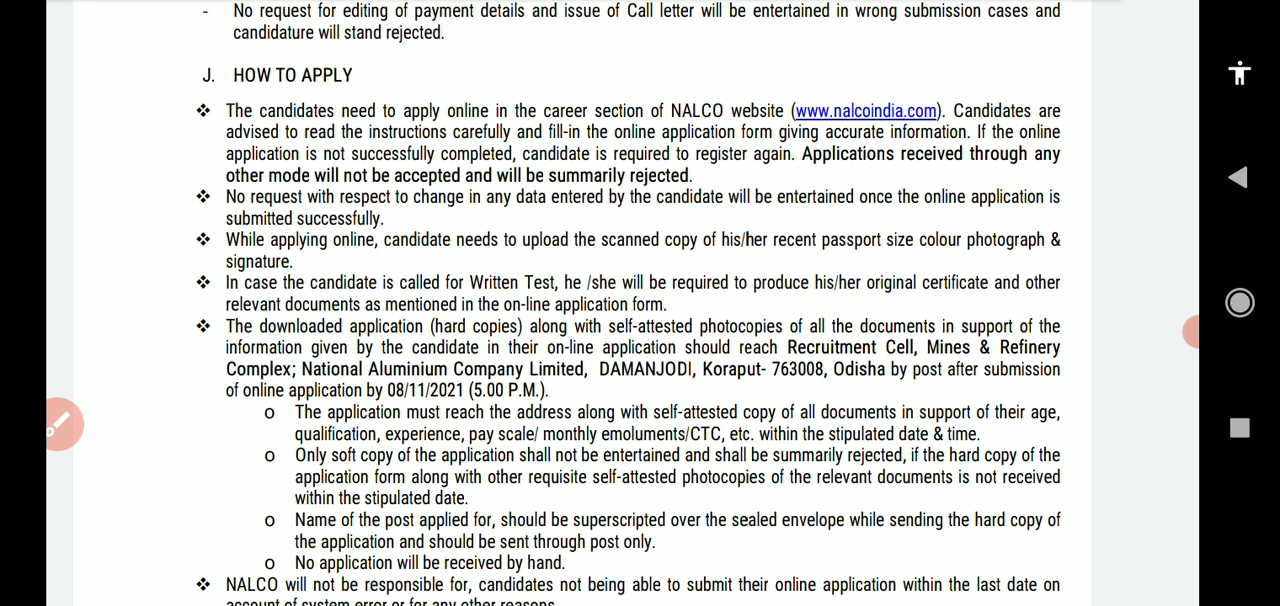 - No request for editing of payment details and issue of Call letter will be entertained in wrong submission cases and
candidature will stand rejected.
J. HOW TO APPLY
❖ The candidates need to apply online in the career section of NALCO website (www.nalcoindia.com). Candidates are
advised to read the instructions carefully and fill-in the online application form giving accurate information. If the online
application is not successfully completed, candidate is required to register again. Applications received through any
other mode will not be accepted and will be summarily rejected.
❖ No request with respect to change in any data entered by the candidate will be entertained once the online application is
submitted successfully.
❖ While applying online, candidate needs to upload the scanned copy of his/her recent passport size colour photograph &
signature.
❖ In case the candidate is called for Written Test, he /she will be required to produce his/her original certificate and other
relevant documents as mentioned in the on-line application form.
❖ The downloaded application (hard copies) along with self-attested photocopies of all the documents in support of the
information given by the candidate in their on-line application should reach Recruitment Cell, Mines & Refinery
Complex; National Aluminium Company Limited, DAMANJODI, Koraput- 763008, Odisha by post after submission
of online application by 08/11/2021 (5.00 P.M.).
o The application must reach the address along with self-attested copy of all documents in support of their age,
qualification, experience, pay scale/ monthly emoluments/CTC, etc. within the stipulated date & time.
o Only soft copy of the application shall not be entertained and shall be summarily rejected, if the hard copy of the
application form along with other requisite self-attested photocopies of the relevant documents is not received
within the stipulated date.
o Name of the post applied for, should be superscripted over the sealed envelope while sending the hard copy of
the application and should be sent through post only.
o No application will be received by hand.
❖ NALCO will not be responsible for, candidates not being able to submit their online application within the last date on
account of system error or for any other reasons.